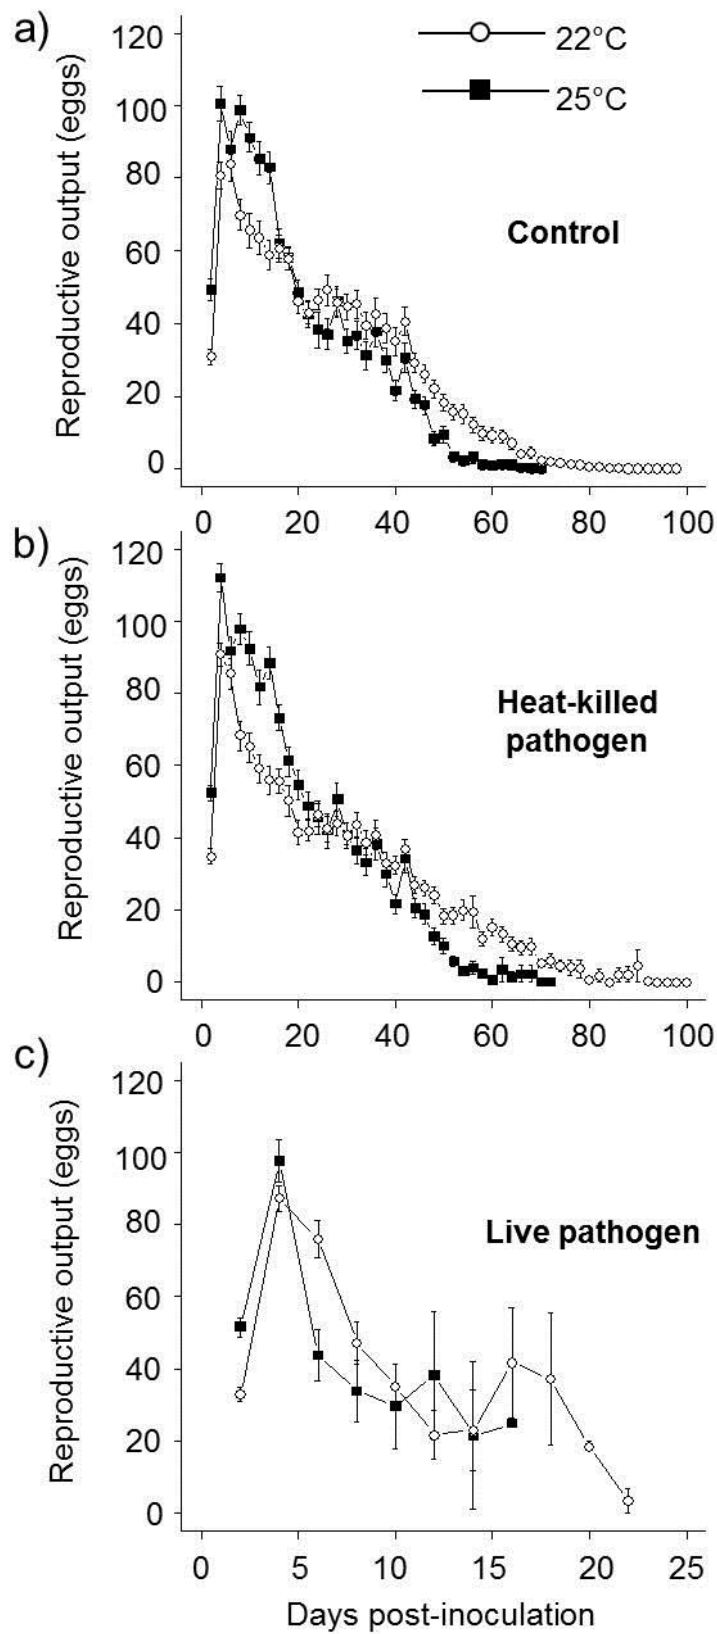 a)
Reproductive output (eggs)
120
100
80
60
40
20
0
22°C
25°C
Control
0 20 40 60 80 100
b)
Reproductive output (eggs)
120
100
80
60
40
20
0
Heat-killed
pathogen
0 20 40 60 80 100
c)
Reproductive output (eggs)
120
100
80
60
40
20
0
Live pathogen
0 5 10 15 20 25
Days post-inoculation